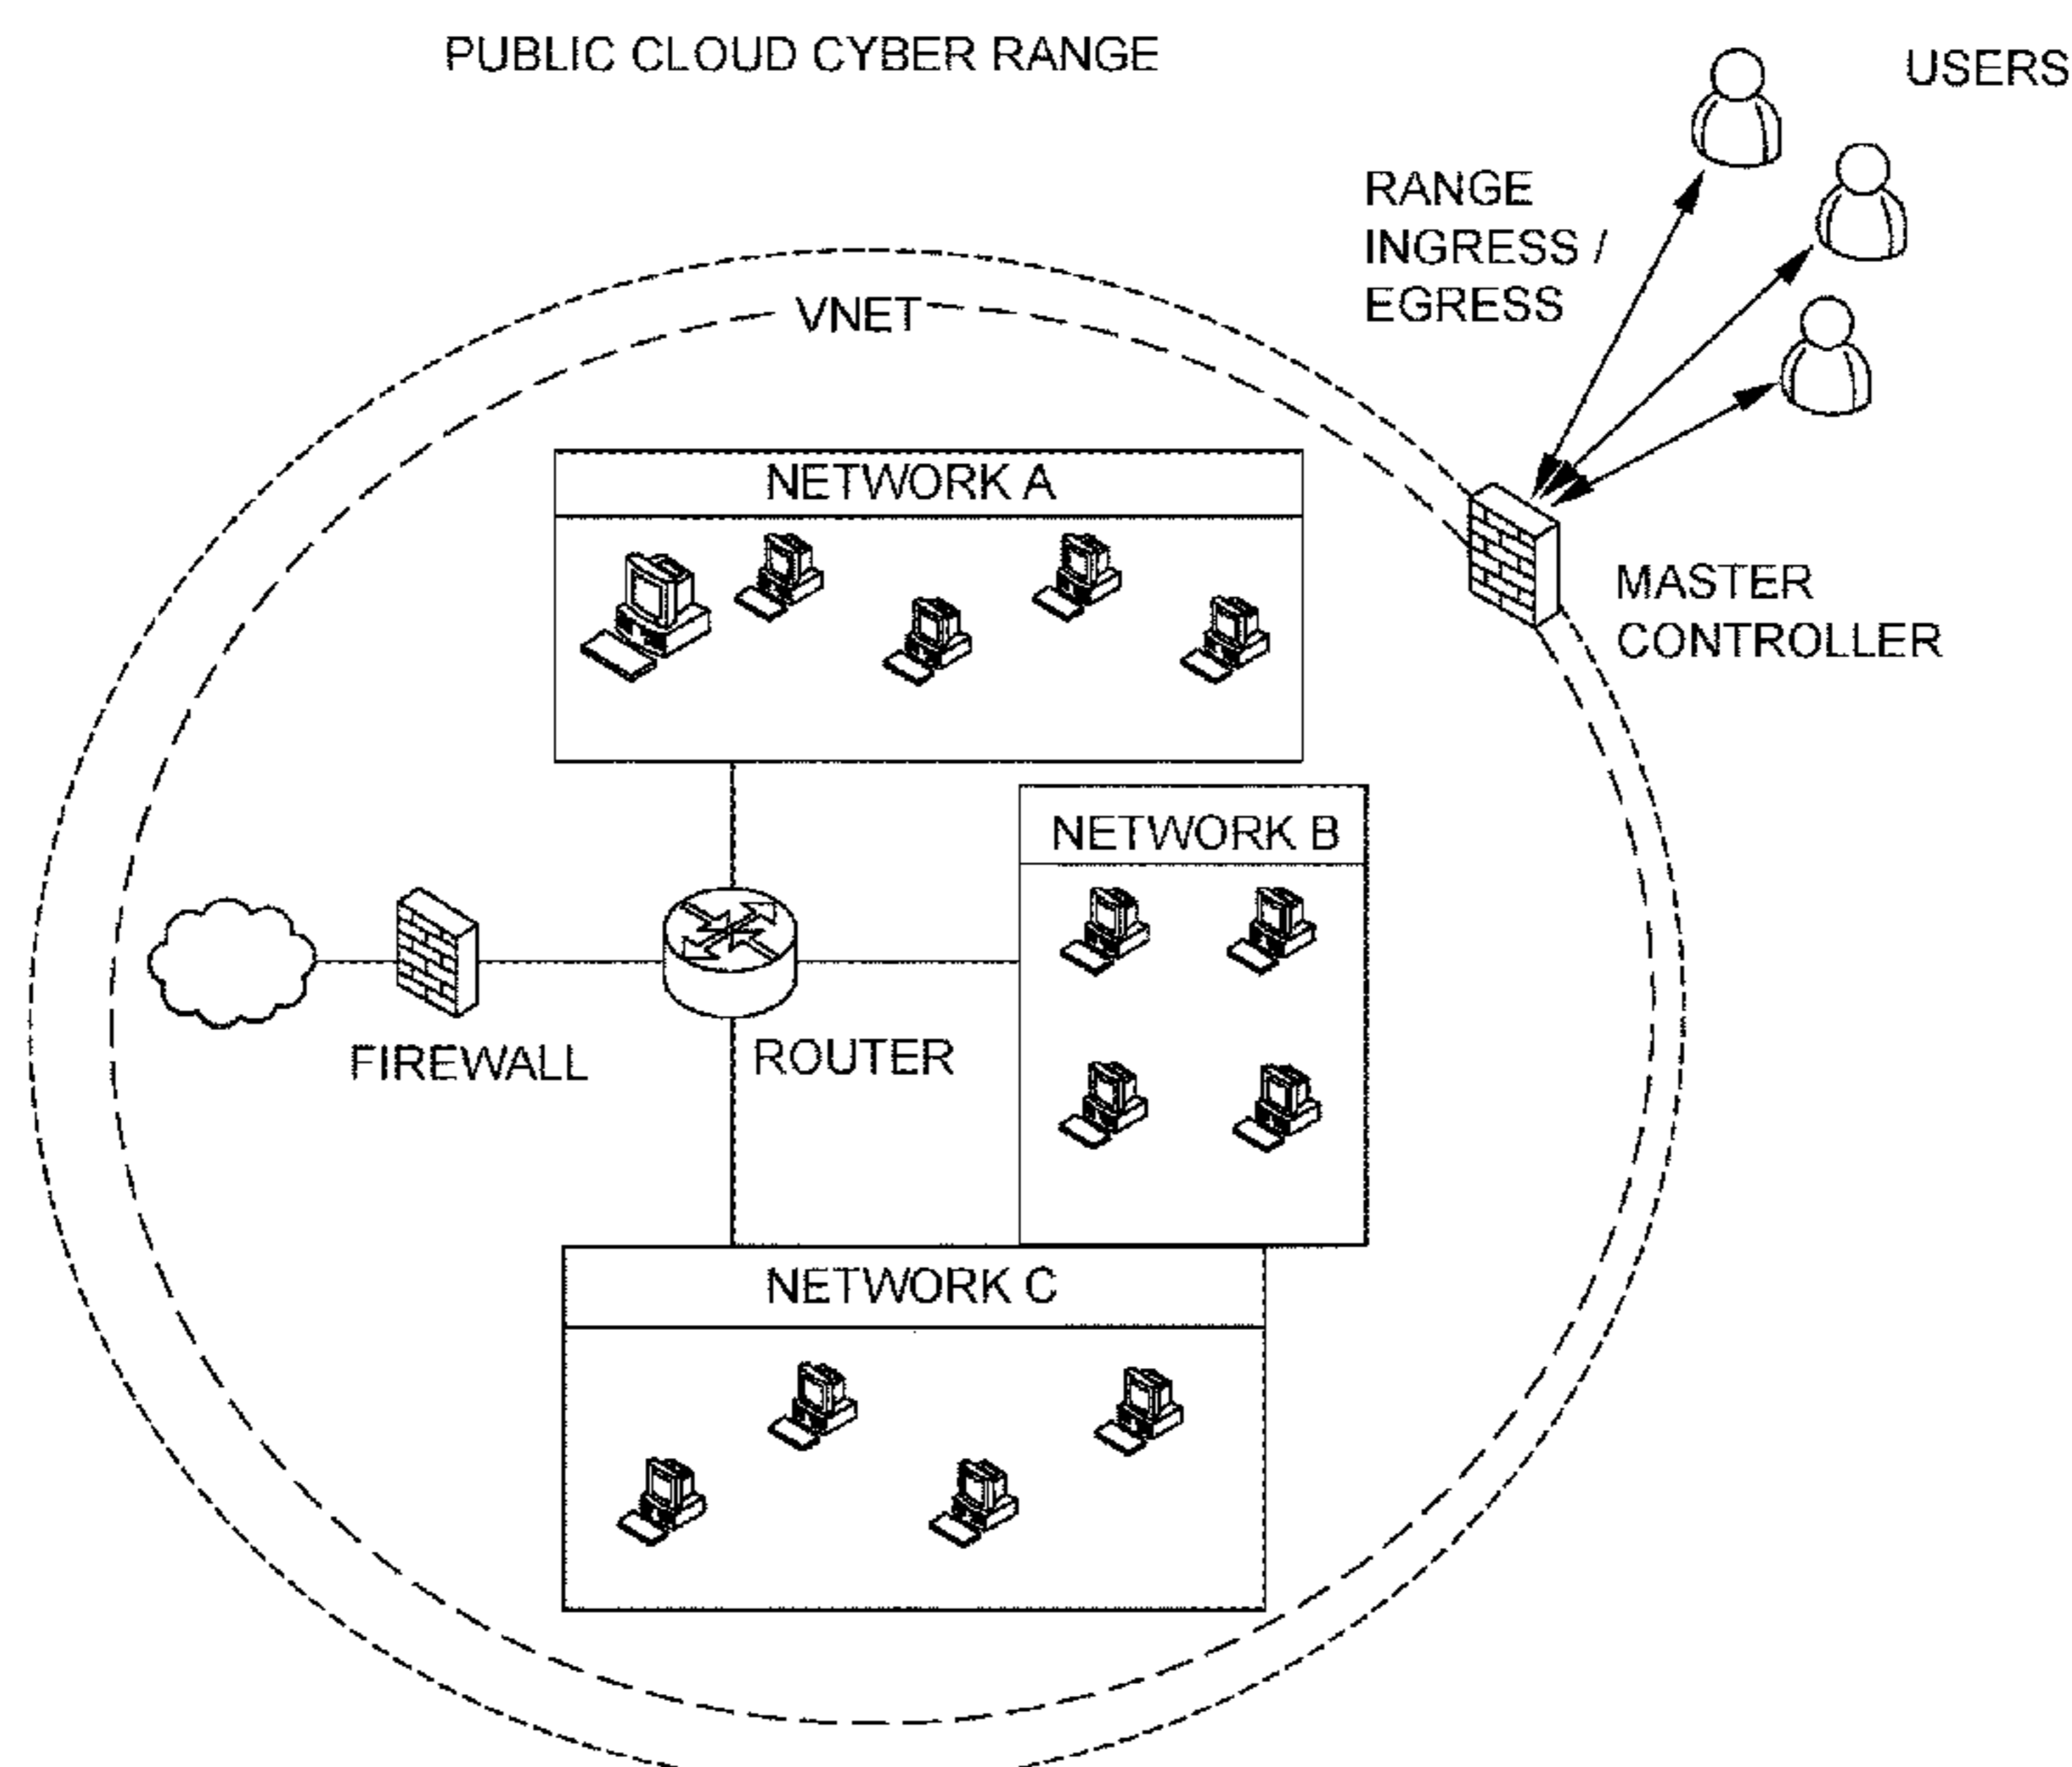 PUBLIC CLOUD CYBER RANGE
USERS
RANGE
INGRESS /
EGRESS
VNET
NETWORK A
MASTER
CONTROLLER
NETWORK B
FIREWALL
ROUTER
NETWORK C